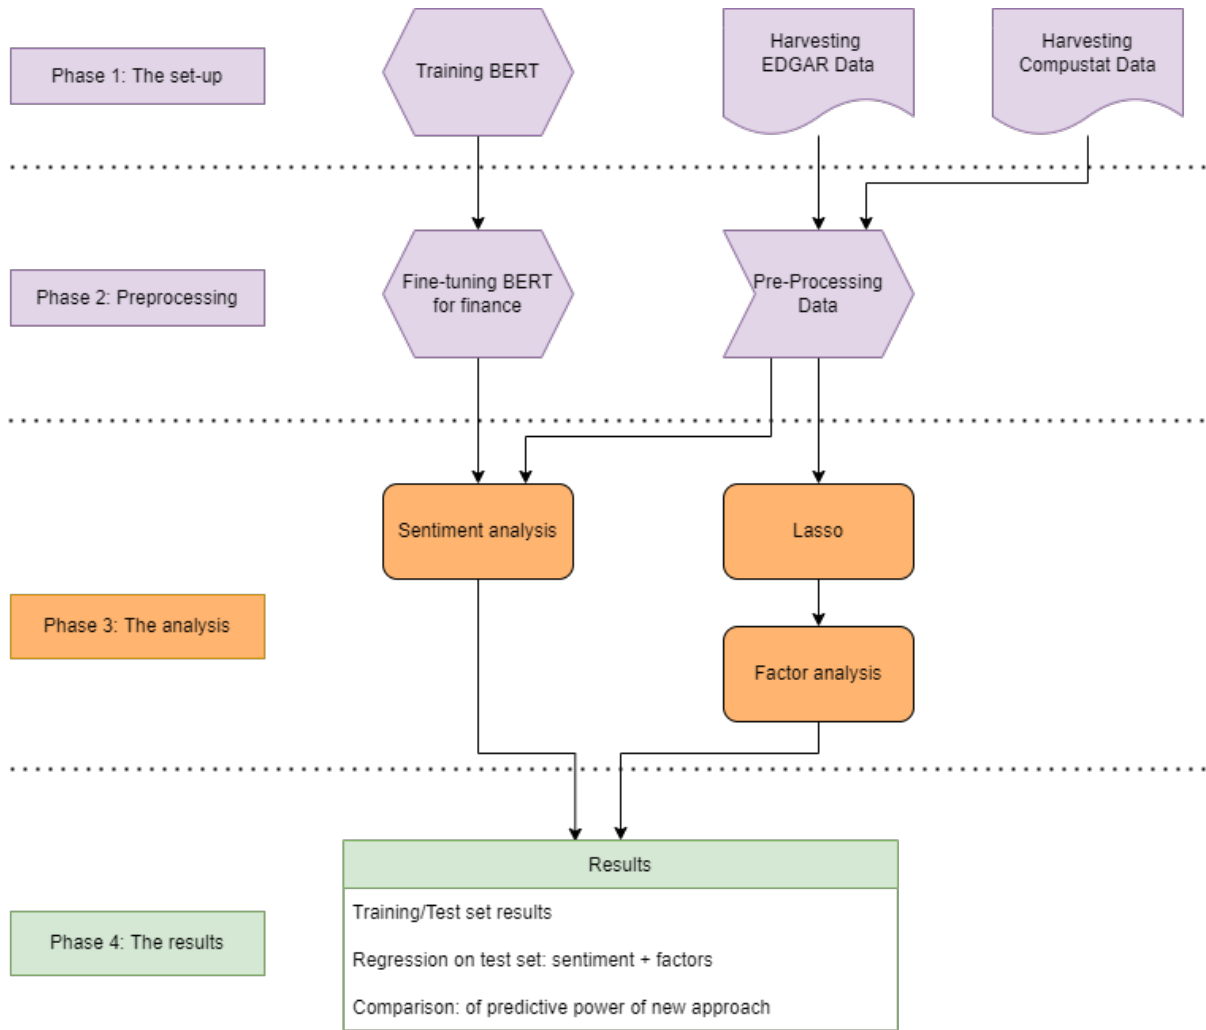 Phase 1: The set-up
Training BERT
Harvesting
EDGAR Data
Harvesting
Compustat Data
Phase 2: Preprocessing
Fine-tuning BERT
for finance
Pre-Processing
Data
Sentiment analysis
Lasso
Phase 3: The analysis
Factor analysis
Results
Phase 4: The results
Training/Test set results
Regression on test set: sentiment + factors
Comparison: of predictive power of new approach